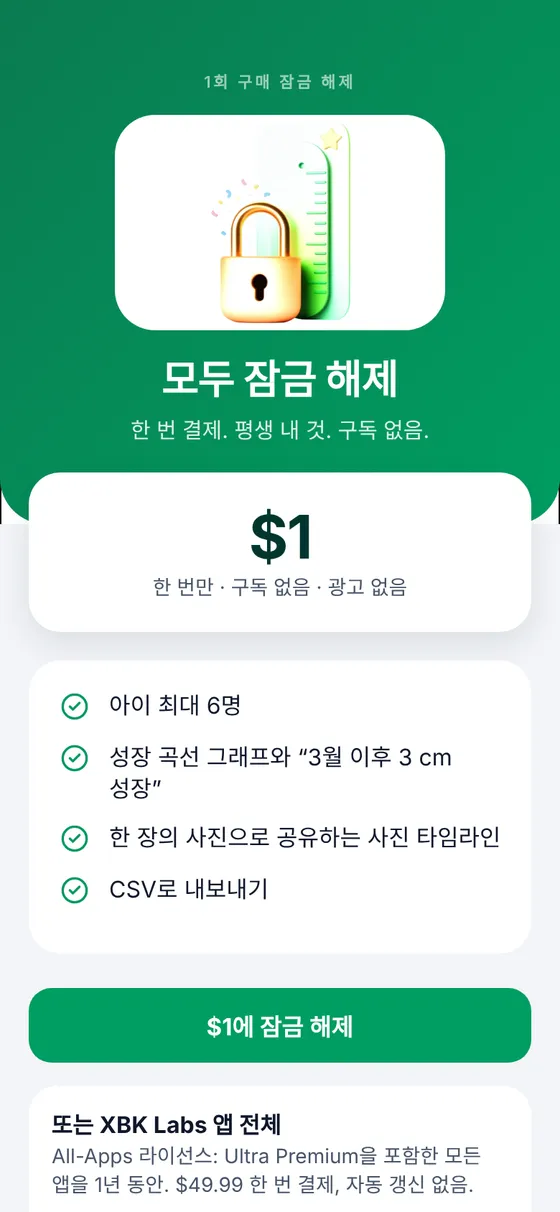 1회 구매 잠금 해제
모두 잠금 해제
한 번 결제. 평생 내 것. 구독 없음.
$1
한 번만 · 구독 없음 · 광고 없음
아이 최대 6명
성장 곡선 그래프와 “3월 이후 3 cm
성장”
한 장의 사진으로 공유하는 사진 타임라인
CSV로 내보내기
$1에 잠금 해제
또는 XBK Labs 앱 전체
All-Apps 라이선스: Ultra Premium을 포함한 모든
앱을 1년 동안. $49.99 한 번 결제, 자동 갱신 없음.